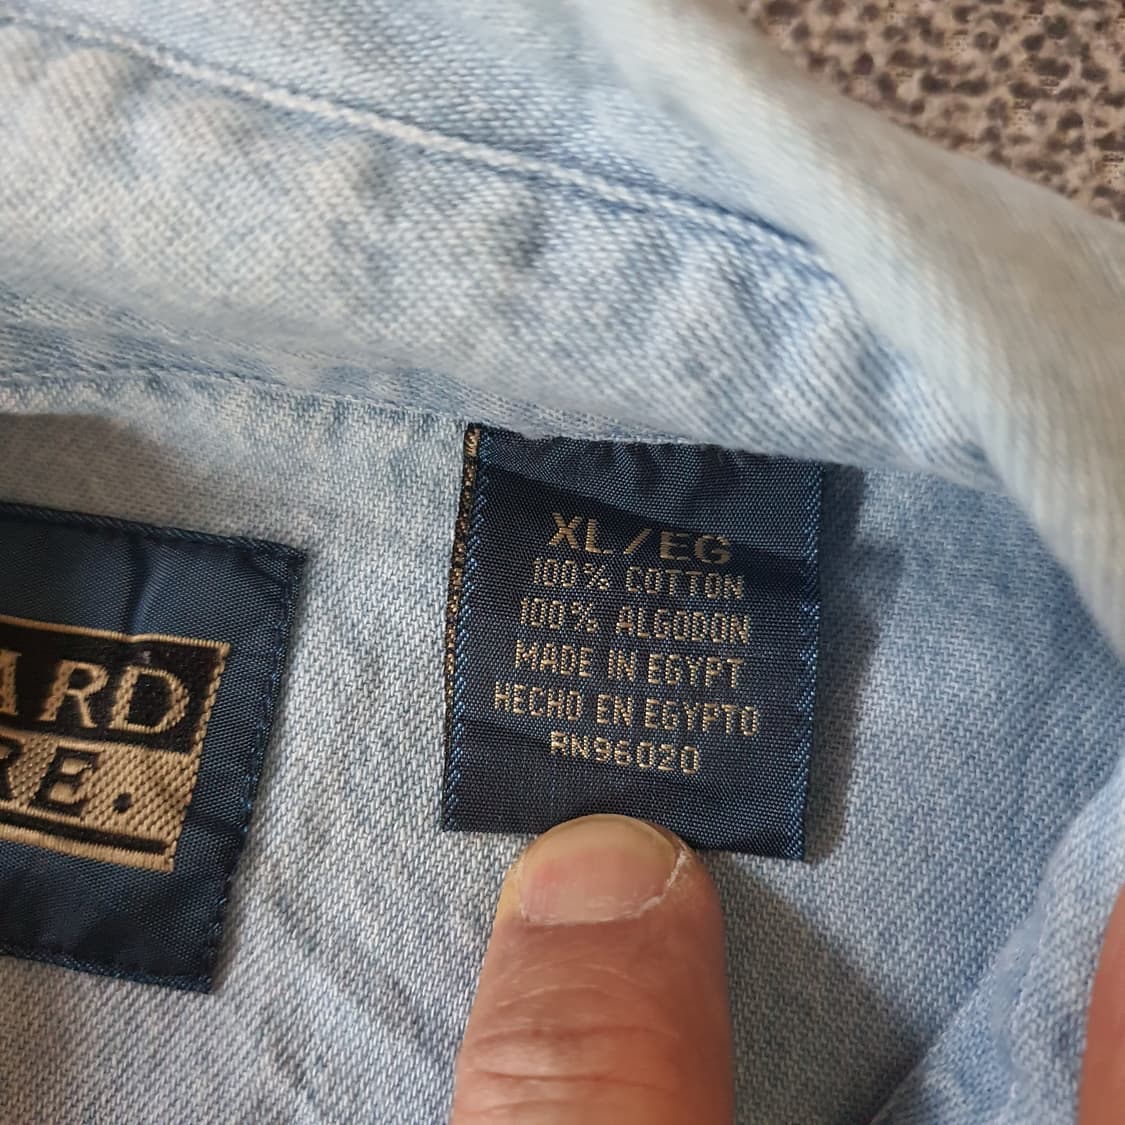 ARD
RE.
XL/EG
100% COTTON
100% ALGODON
MADE IN EGYPT
HECHO EN EGYPTO
RN96020